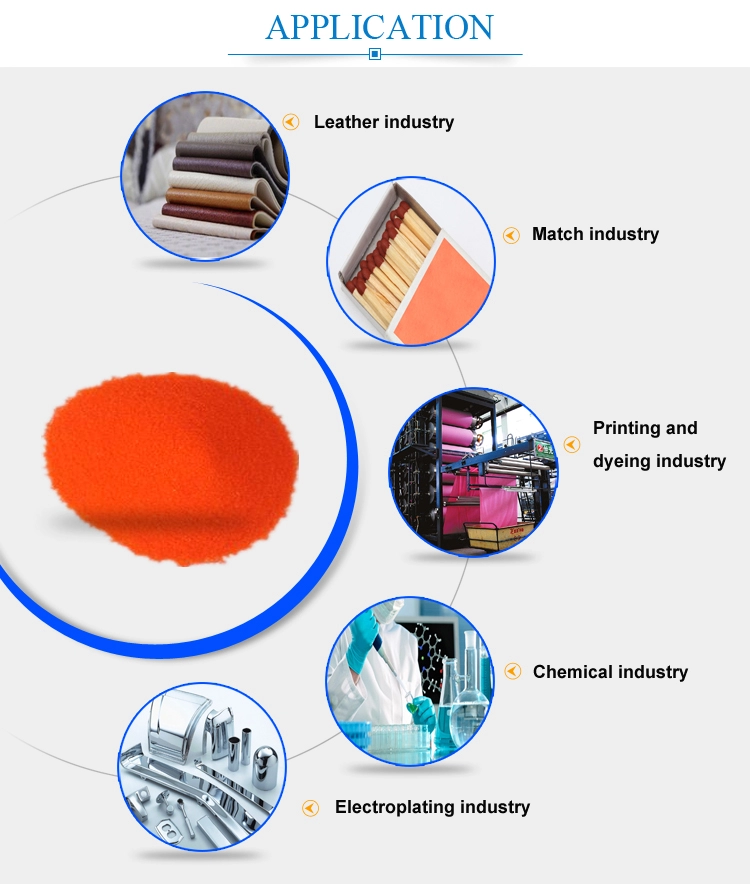 APPLICATION
Leather industry
Match industry
Printing and
dyeing industry
Chemical industry
Electroplating industry